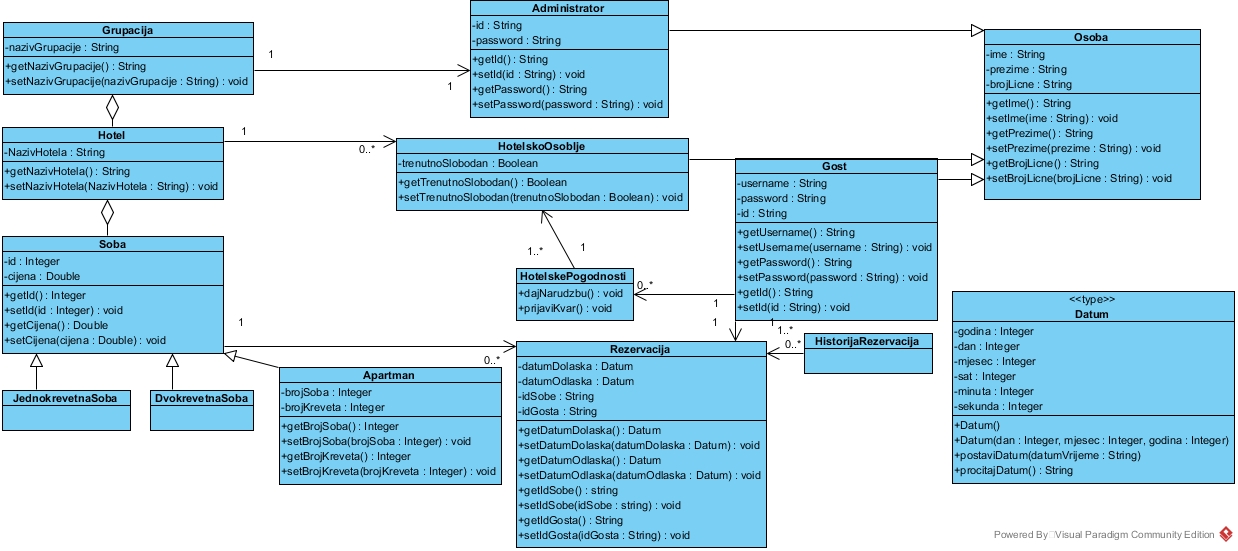 Grupacija
-nazivGrupacije : String
+getNazivGrupacije() : String
+setNazivGrupacije(nazivGrupacije : String) : void
1
1
Administrator
-id : String
-password : String
+getId() : String
+setId(id : String) : void
+getPassword() : String
+setPassword(password : String) : void
Osoba
-ime : String
-prezime : String
-brojLicne : String
+getIme() : String
+setIme(ime : String) : void
+getPrezime() : String
+setPrezime(prezime : String) : void
+getBrojLicne() : String
+setBrojLicne(brojLicne : String) : void
Hotel
-NazivHotela : String
+getNazivHotela() : String
+setNazivHotela(NazivHotela : String) : void
1
0..*
HotelskoOsoblje
-trenutnoSlobodan : Boolean
+getTrenutnoSlobodan() : Boolean
+setTrenutnoSlobodan(trenutnoSlobodan : Boolean) : void
Gost
-username : String
-password : String
-id : String
+getUsername() : String
+setUsername(username : String) : void
+getPassword() : String
+setPassword(password : String) : void
+getId() : String
+setId(id : String) : void
1..*
1
HotelskePogodnosti
+dajNarudzbu() : void
+prijaviKvar() : void
0..*
1
Soba
-id : Integer
-cijena : Double
+getId() : Integer
+setId(id : Integer) : void
+getCijena() : Double
+setCijena(cijena : Double) : void
1
0..*
1
1
1..*
0..*
HistorijaRezervacija
JednokrevetnaSoba
DvokrevetnaSoba
Apartman
-brojSoba : Integer
-brojKreveta : Integer
+getBrojSoba() : Integer
+setBrojSoba(brojSoba : Integer) : void
+getBrojKreveta() : Integer
+setBrojKreveta(brojKreveta : Integer) : void
Rezervacija
-datumDolaska : Datum
-datumOdlaska : Datum
-idSobe : String
-idGosta : String
+getDatumDolaska() : Datum
+setDatumDolaska(datumDolaska : Datum) : void
+getDatumOdlaska() : Datum
+setDatumOdlaska(datumOdlaska : Datum) : void
+getIdSobe() : string
+setIdSobe(idSobe : string) : void
+getIdGosta() : String
+setIdGosta(idGosta : String) : void
<<type>>
Datum
-godina : Integer
-dan : Integer
-mjesec : Integer
-sat : Integer
-minuta : Integer
-sekunda : Integer
+Datum()
+Datum(dan : Integer, mjesec : Integer, godina : Integer)
+postaviDatum(datumVrijeme : String)
+procitajDatum() : String
Powered By Visual Paradigm Community Edition